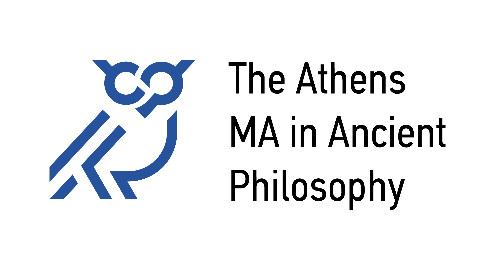 The Athens
MA in Ancient
Philosophy